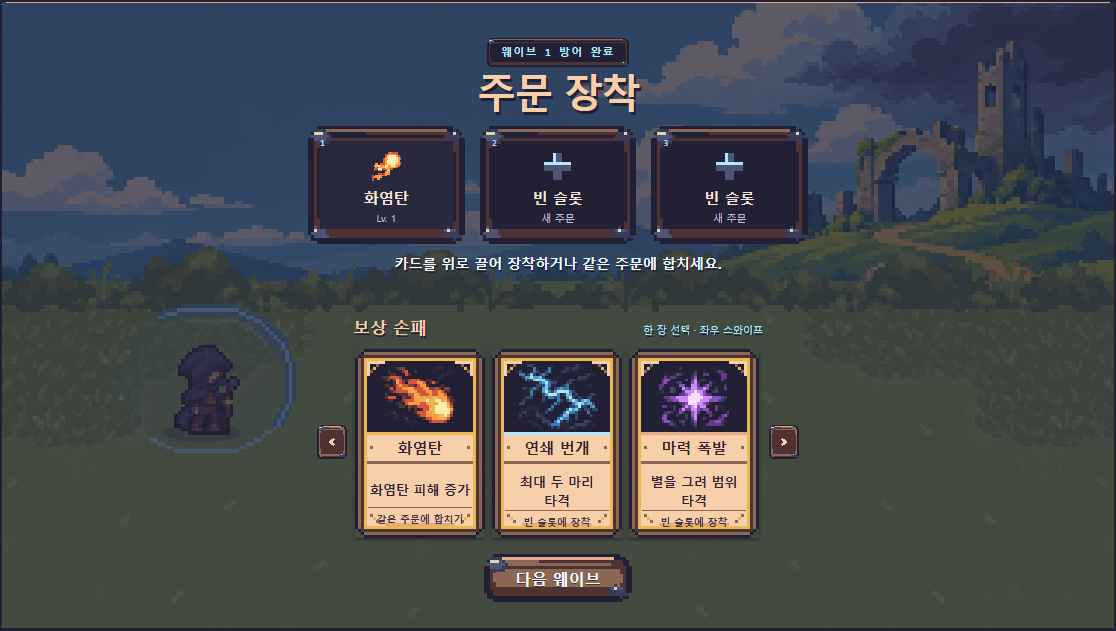 웨이브 1 방어 완료
주문 장착
1
화염탄
Lv. 1
2
빈 슬롯
새 주문
3
빈 슬롯
새 주문
카드를 위로 끌어 장착하거나 같은 주문에 합치세요.
보상 손패
한 장 선택 · 좌우 스와이프
화염탄
화염탄 피해 증가
같은 주문에 합치기
연쇄 번개
최대 두 마리
타격
빈 슬롯에 장착
마력 폭발
별을 그려 범위
타격
빈 슬롯에 장착
다음 웨이브